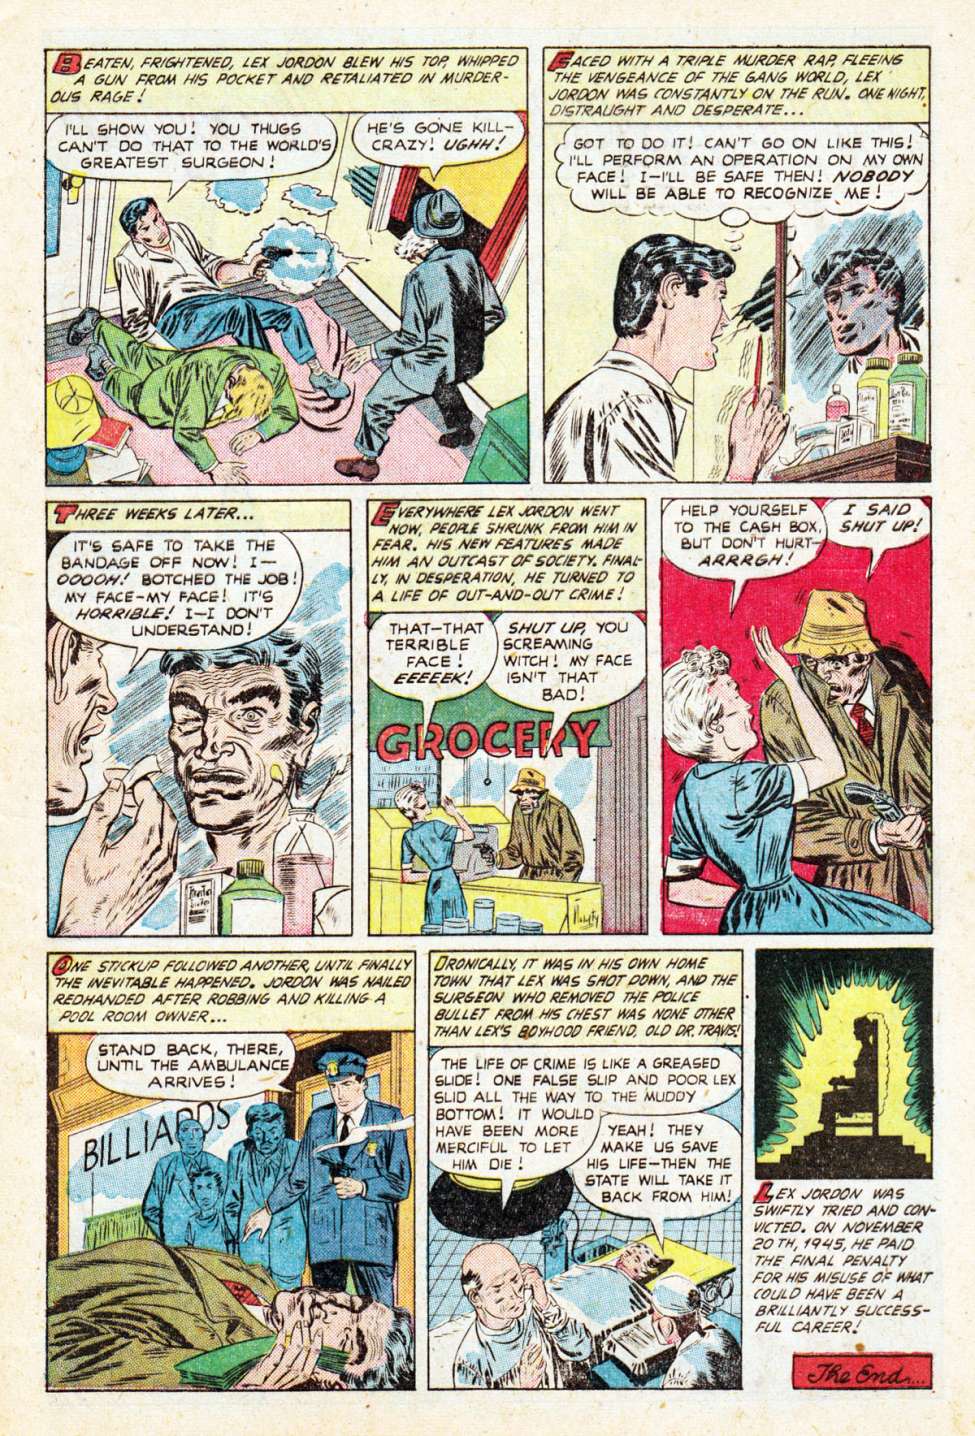 BEATEN, FRIGHTENED, LEX JORDON BLEW HIS TOP, WHIPPED
A GUN FROM HIS POCKET AND RETALIATED IN MURDER-
OUS RAGE!
I'LL SHOW YOU! YOU THUGS
CAN'T DO THAT TO THE WORLD'S
GREATEST SURGEON!
HE'S GONE KILL-
CRAZY! UGHH!
FACED WITH A TRIPLE MURDER RAP, FLEEING
THE VENGEANCE OF THE GANG WORLD, LEX
JORDON WAS CONSTANTLY ON THE RUN. ONE NIGHT,
DISTRAUGHT AND DESPERATE...
GOT TO DO IT! CAN'T GO ON LIKE THIS!
I'LL PERFORM AN OPERATION ON MY OWN
FACE! I-I'LL BE SAFE THEN! NOBODY
WILL BE ABLE TO RECOGNIZE ME!
THREE WEEKS LATER...
IT'S SAFE TO TAKE THE
BANDAGE OFF NOW! I-
OOOOH! BOTCHED THE JOB!
MY FACE-MY FACE! IT'S
HORRIBLE! I-I DON'T
UNDERSTAND!
EVERYWHERE LEX JORDON WENT
NOW, PEOPLE SHRUNK FROM HIM IN
FEAR. HIS NEW FEATURES MADE
HIM AN OUTCAST OF SOCIETY. FINAL-
LY, IN DESPERATION, HE TURNED TO
A LIFE OF OUT-AND-OUT CRIME!
THAT-THAT
TERRIBLE
FACE!
EEEEEK!
SHUT UP, YOU
SCREAMING
WITCH! MY FACE
ISN'T THAT
BAD!
GROCERY
HELP YOURSELF
TO THE CASH BOX,
BUT DON'T HURT-
ARRRGH!
I SAID
SHUT UP!
ONE STICKUP FOLLOWED ANOTHER, UNTIL FINALLY
THE INEVITABLE HAPPENED. JORDON WAS NAILED
REDHANDED AFTER ROBBING AND KILLING A
POOL ROOM OWNER...
STAND BACK, THERE,
UNTIL THE AMBULANCE
ARRIVES!
BILLIARDS
IRONICALLY, IT WAS IN HIS OWN HOME
TOWN THAT LEX WAS SHOT DOWN, AND THE
SURGEON WHO REMOVED THE POLICE
BULLET FROM HIS CHEST WAS NONE OTHER
THAN LEX'S BOYHOOD FRIEND, OLD DR. TRAVIS!
THE LIFE OF CRIME IS LIKE A GREASED
SLIDE! ONE FALSE SLIP AND POOR LEX
SLID ALL THE WAY TO THE MUDDY
BOTTOM! IT WOULD
HAVE BEEN MORE
MERCIFUL TO LET
HIM DIE!
YEAH! THEY
MAKE US SAVE
HIS LIFE-THEN THE
STATE WILL TAKE IT
BACK FROM HIM!
LEX JORDON WAS
SWIFTLY TRIED AND CON-
VICTED. ON NOVEMBER
20TH, 1945, HE PAID
THE FINAL PENALTY
FOR HIS MISUSE OF WHAT
COULD HAVE BEEN A
BRILLIANTLY SUCCESS-
FUL CAREER!
The End...